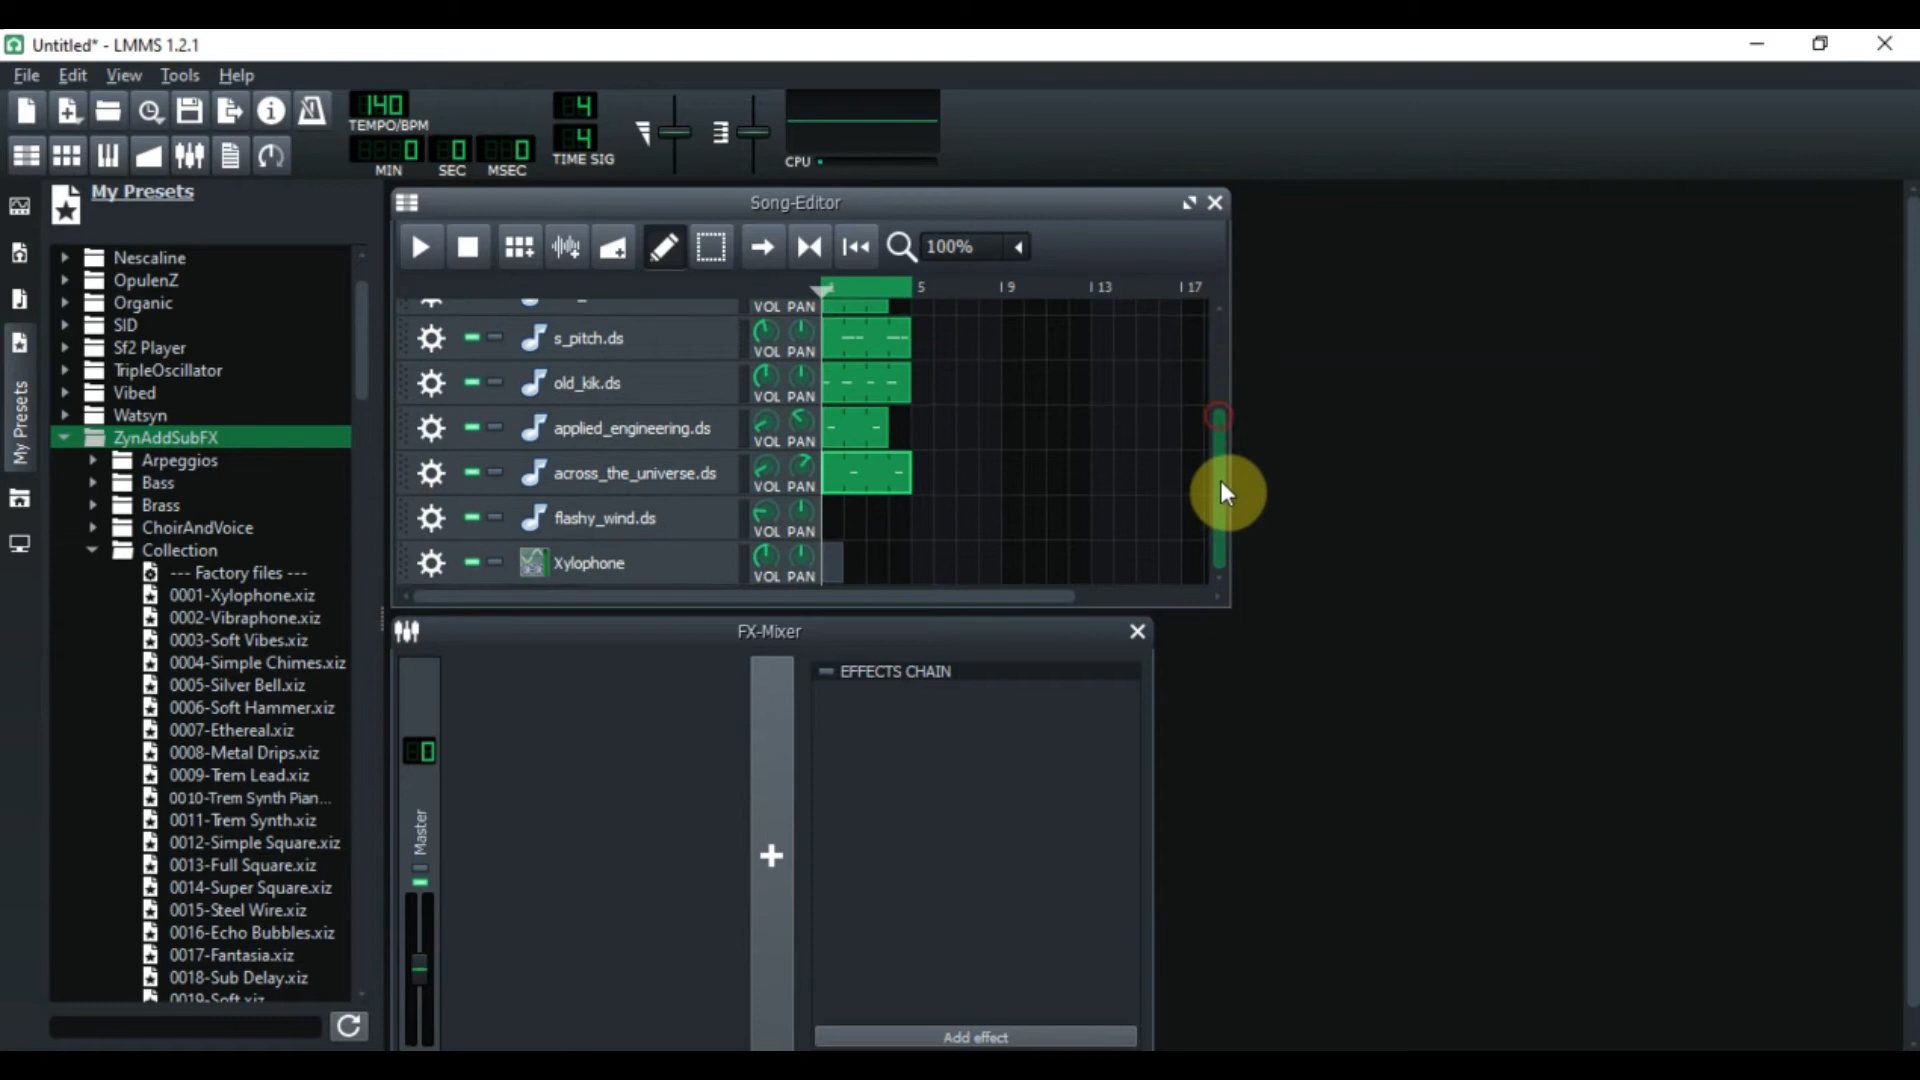 Untitled* - LMMS 1.2.1
File Edit View Tools Help
140
TEMPO/BPM
4
4
TIME SIG
0 0 0
MIN SEC MSEC
CPU
My Presets
My Presets
Nescaline
OpulenZ
Organic
SID
Sf2 Player
TripleOscillator
Vibed
Watsyn
ZynAddSubFX
Arpeggios
Bass
Brass
ChoirAndVoice
Collection
--- Factory files ---
0001-Xylophone.xiz
0002-Vibraphone.xiz
0003-Soft Vibes.xiz
0004-Simple Chimes.xiz
0005-Silver Bell.xiz
0006-Soft Hammer.xiz
0007-Ethereal.xiz
0008-Metal Drips.xiz
0009-Trem Lead.xiz
0010-Trem Synth Pian...
0011-Trem Synth.xiz
0012-Simple Square.xiz
0013-Full Square.xiz
0014-Super Square.xiz
0015-Steel Wire.xiz
0016-Echo Bubbles.xiz
0017-Fantasia.xiz
0018-Sub Delay.xiz
0019-Soft.xiz
Song-Editor
100%
1 5 9 13 17
VOL PAN
s_pitch.ds
VOL PAN
old_kik.ds
VOL PAN
applied_engineering.ds
VOL PAN
across_the_universe.ds
VOL PAN
flashy_wind.ds
VOL PAN
Xylophone
VOL PAN
FX-Mixer
EFFECTS CHAIN
0
Master
Add effect